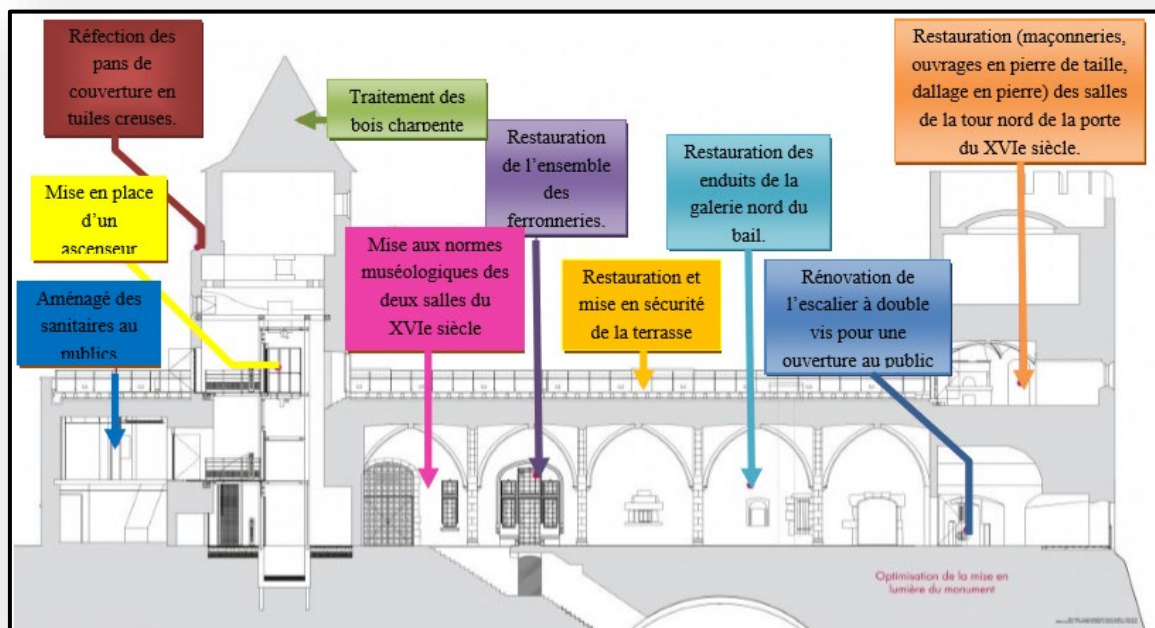 Réfection des
pans de
couverture en
tuiles creuses.
Traitement des
bois charpente
Restauration
de l’ensemble
des
ferronneries.
Restauration des
enduits de la
galerie nord du
bail.
Restauration (maçonneries,
ouvrages en pierre de taille,
dallage en pierre) des salles
de la tour nord de la porte
du XVIe siècle.
Mise en place
d’un
ascenseur
Mise aux normes
muséologiques des
deux salles du
XVIe siècle
Restauration et
mise en sécurité
de la terrasse
Rénovation de
l’escalier à double
vis pour une
ouverture au public
Aménagé des
sanitaires au
publics
Optimisation de la mise en
lumière du monument